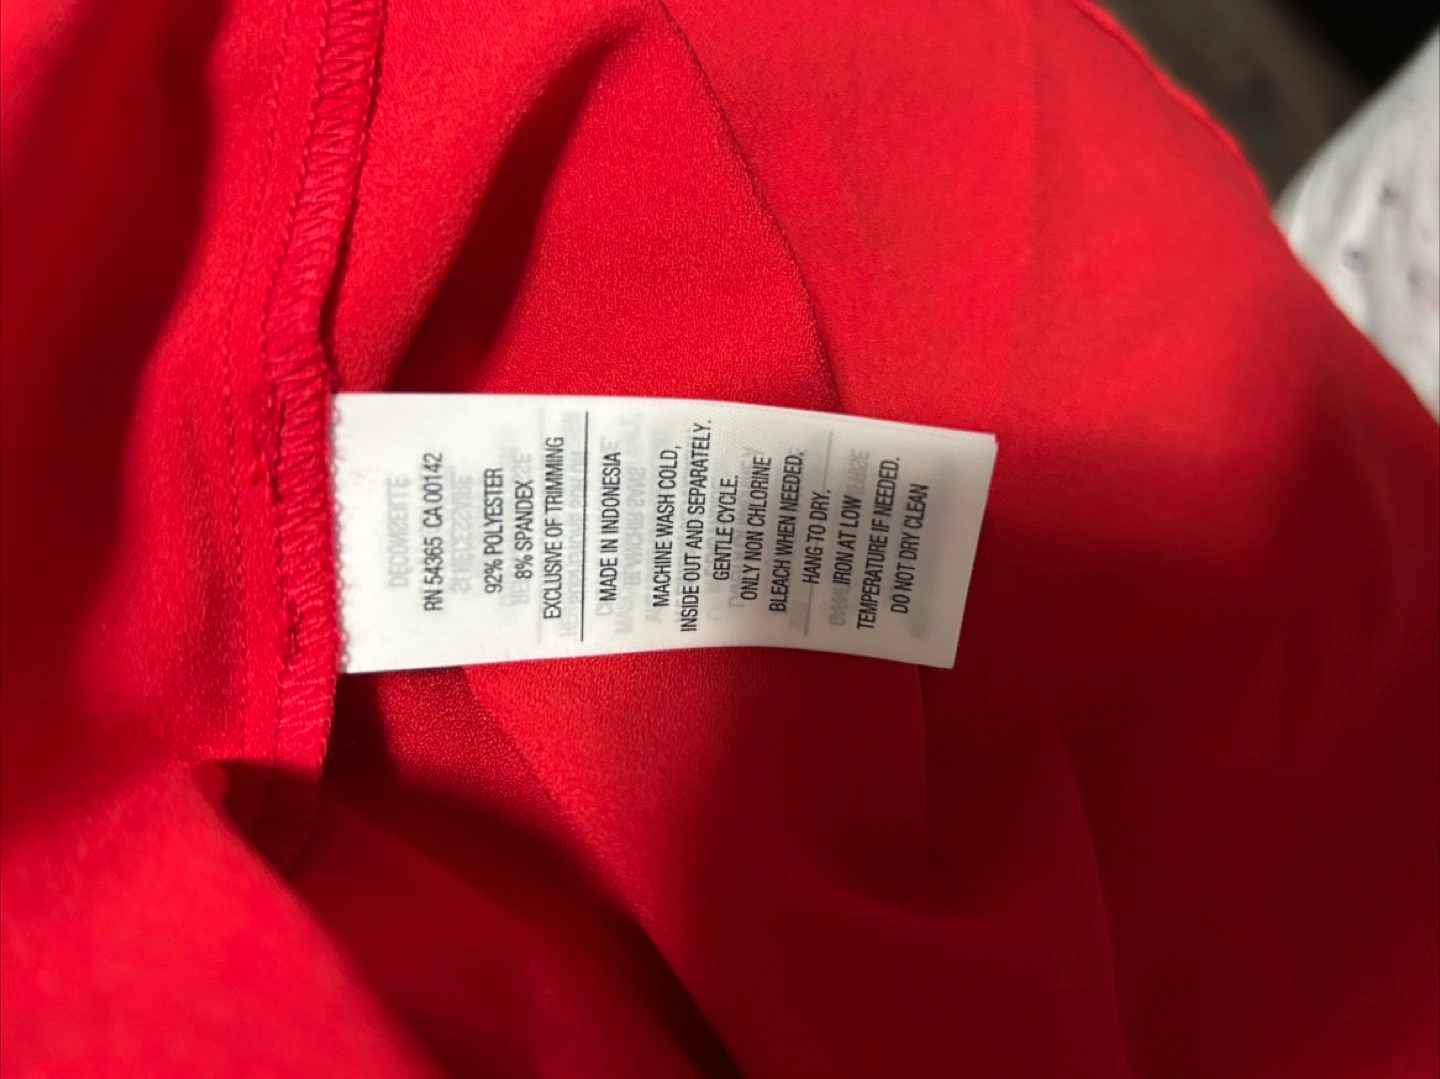 RN 54365 CA 00142
92% POLYESTER
8% SPANDEX
EXCLUSIVE OF TRIMMING
MADE IN INDONESIA
MACHINE WASH COLD,
INSIDE OUT AND SEPARATELY.
GENTLE CYCLE.
ONLY NON CHLORINE
BLEACH WHEN NEEDED.
HANG TO DRY.
IRON AT LOW
TEMPERATURE IF NEEDED.
DO NOT DRY CLEAN